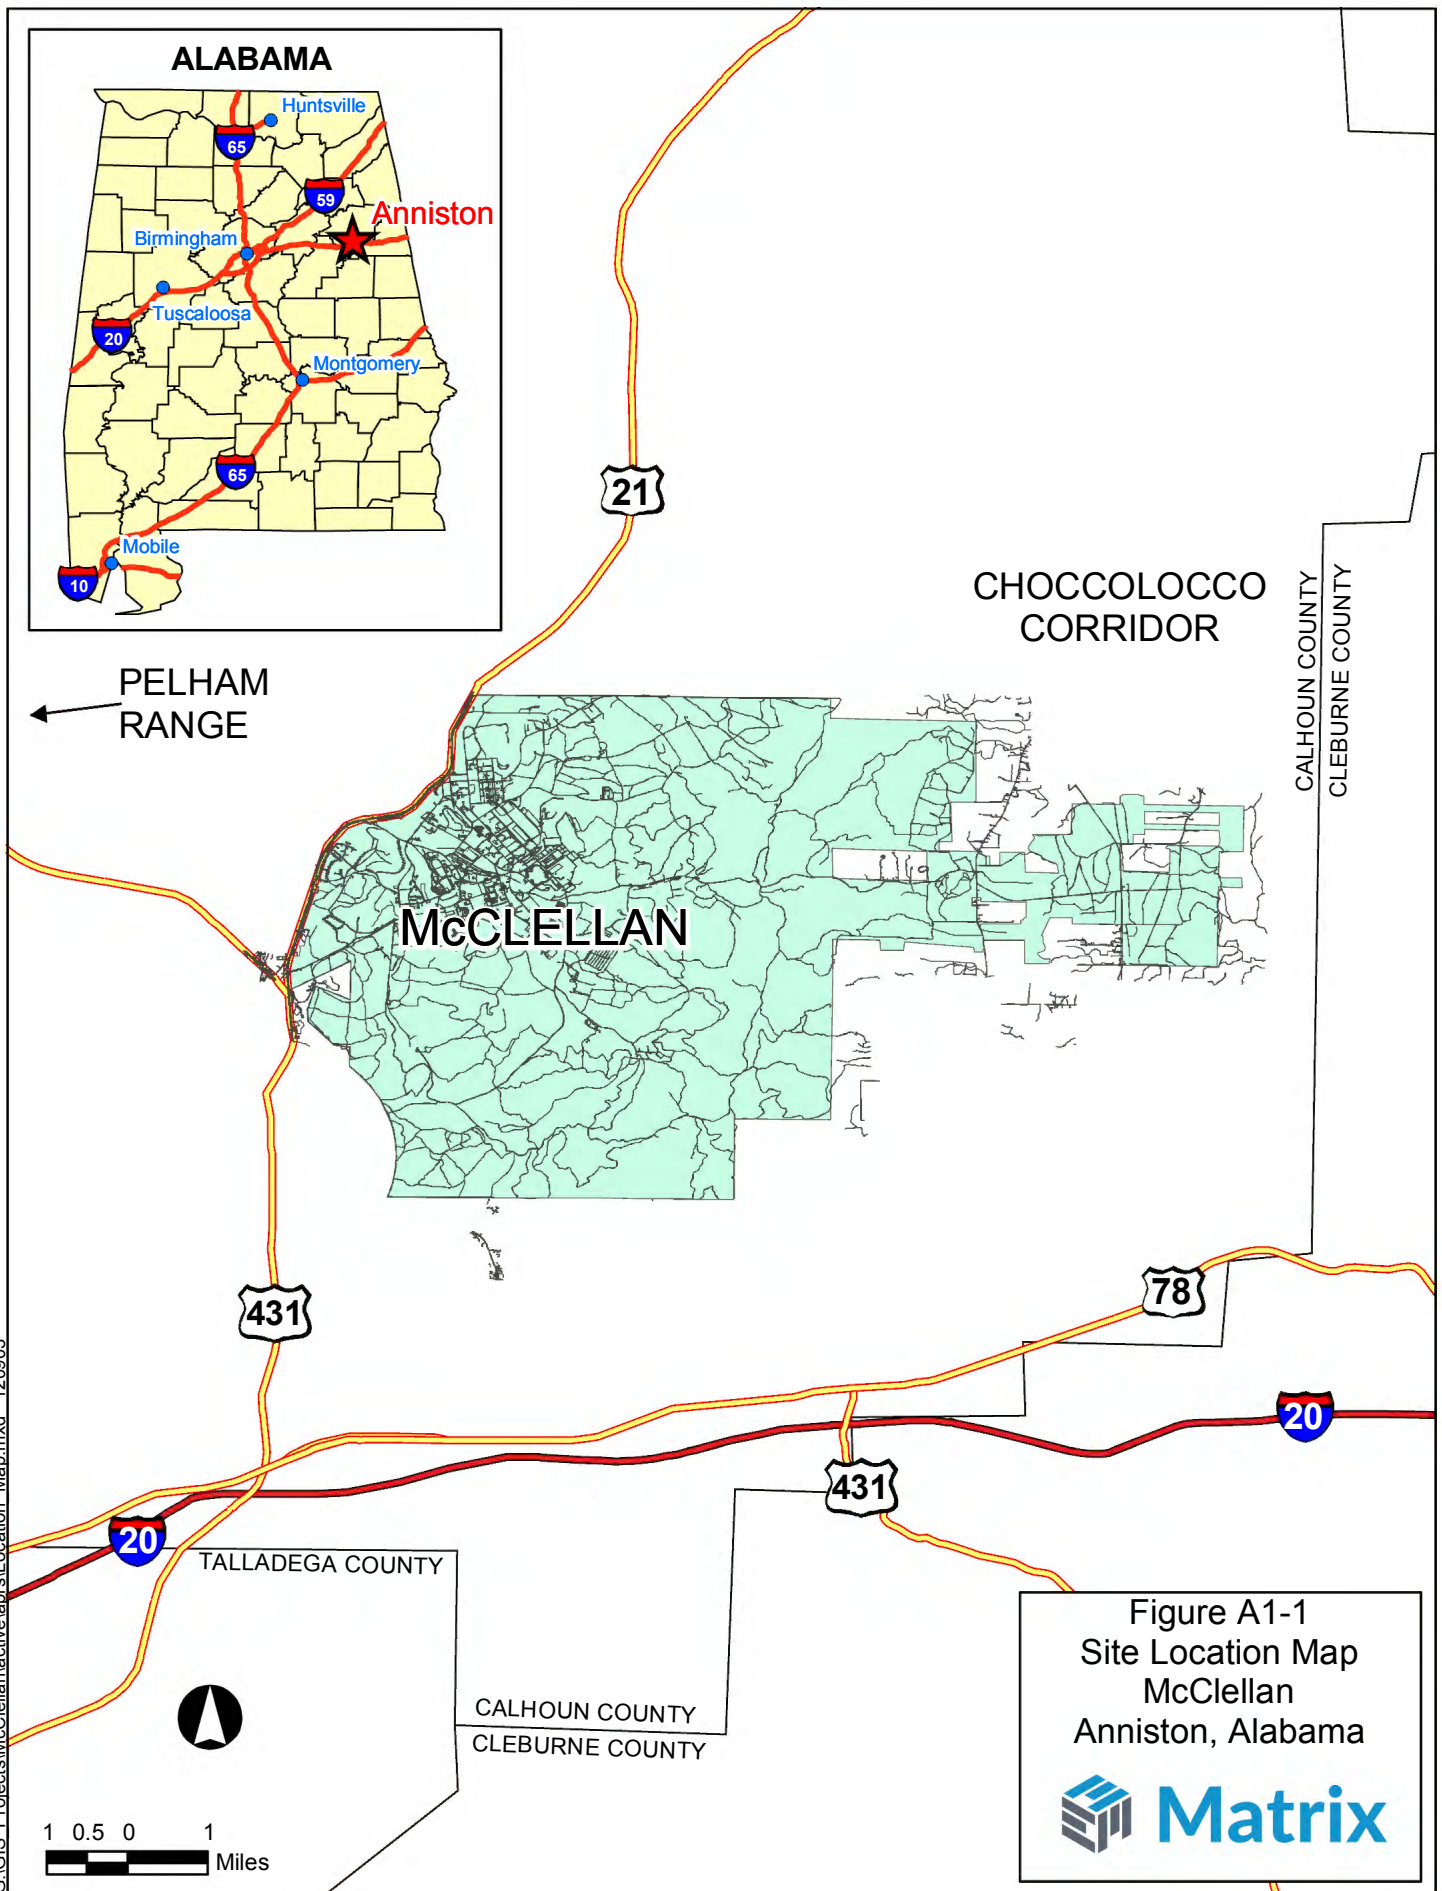 ALABAMA
Huntsville
65
59
Anniston
Birmingham
Tuscaloosa
20
Montgomery
65
Mobile
10
21
CHOCCOLOCCO
CORRIDOR
CALHOUN COUNTY
CLEBURNE COUNTY
PELHAM
RANGE
McCLELLAN
431
78
20
431
20
TALLADEGA COUNTY
CALHOUN COUNTY
CLEBURNE COUNTY
1 0.5 0 1
Miles
Figure A1-1
Site Location Map
McClellan
Anniston, Alabama
Matrix